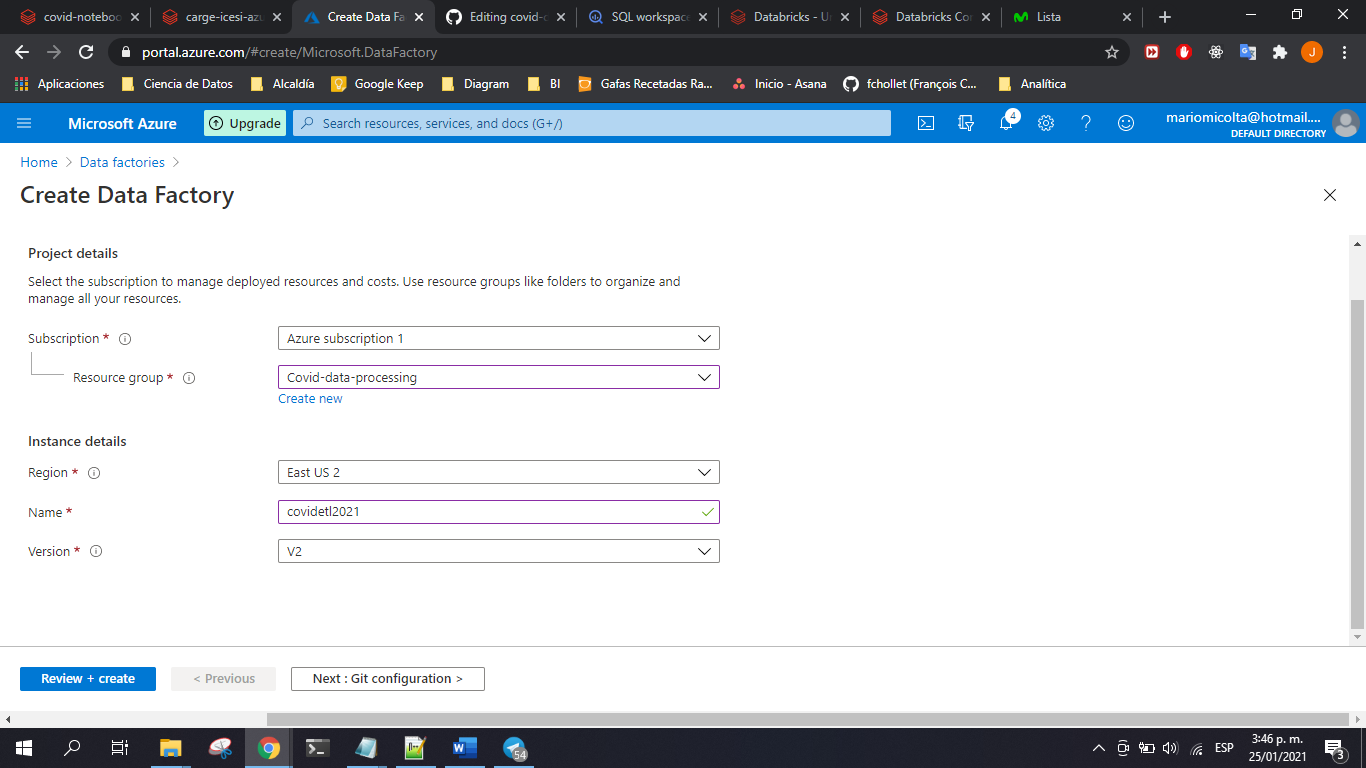 covid-noteboo
carge-icesi-azu
Create Data Fa
Editing covid-d
SQL workspace
Databricks - Un
Databricks Co
Lista
portal.azure.com/#create/Microsoft.DataFactory
J
Aplicaciones
Ciencia de Datos
Alcaldía
Google Keep
Diagram
BI
Gafas Recetadas Ra...
Inicio - Asana
fchollet (François C...
Analítica
Microsoft Azure
Upgrade
Search resources, services, and docs (G+/)
4
mariomicolta@hotmail....
DEFAULT DIRECTORY
Home > Data factories >
Create Data Factory
Project details
Select the subscription to manage deployed resources and costs. Use resource groups like folders to organize and
manage all your resources.
Subscription *
Azure subscription 1
Resource group *
Covid-data-processing
Create new
Instance details
Region *
East US 2
Name *
covidetl2021
Version *
V2
Review + create
< Previous
Next : Git configuration >
54
ESP
3:46 p. m.
25/01/2021
3